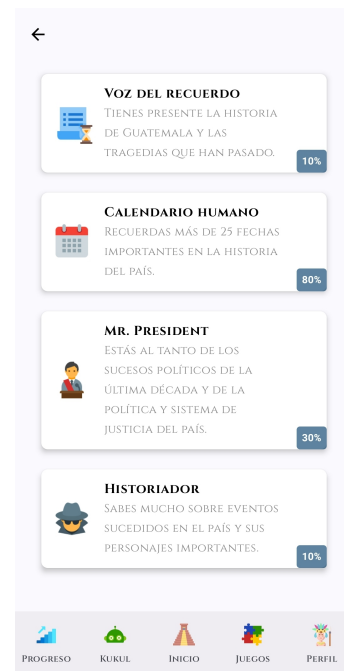 Voz del recuerdo
Tienes presente la historia
de Guatemala y las
tragedias que han pasado.
10%
Calendario humano
Recuerdas más de 25 fechas
importantes en la historia
del país.
80%
Mr. President
Estás al tanto de los
sucesos políticos de la
última década y de la
política y sistema de
justicia del país.
30%
Historiador
Sabes mucho sobre eventos
sucedidos en el país y sus
personajes importantes.
10%
Progreso
Kukul
Inicio
Juegos
Perfil